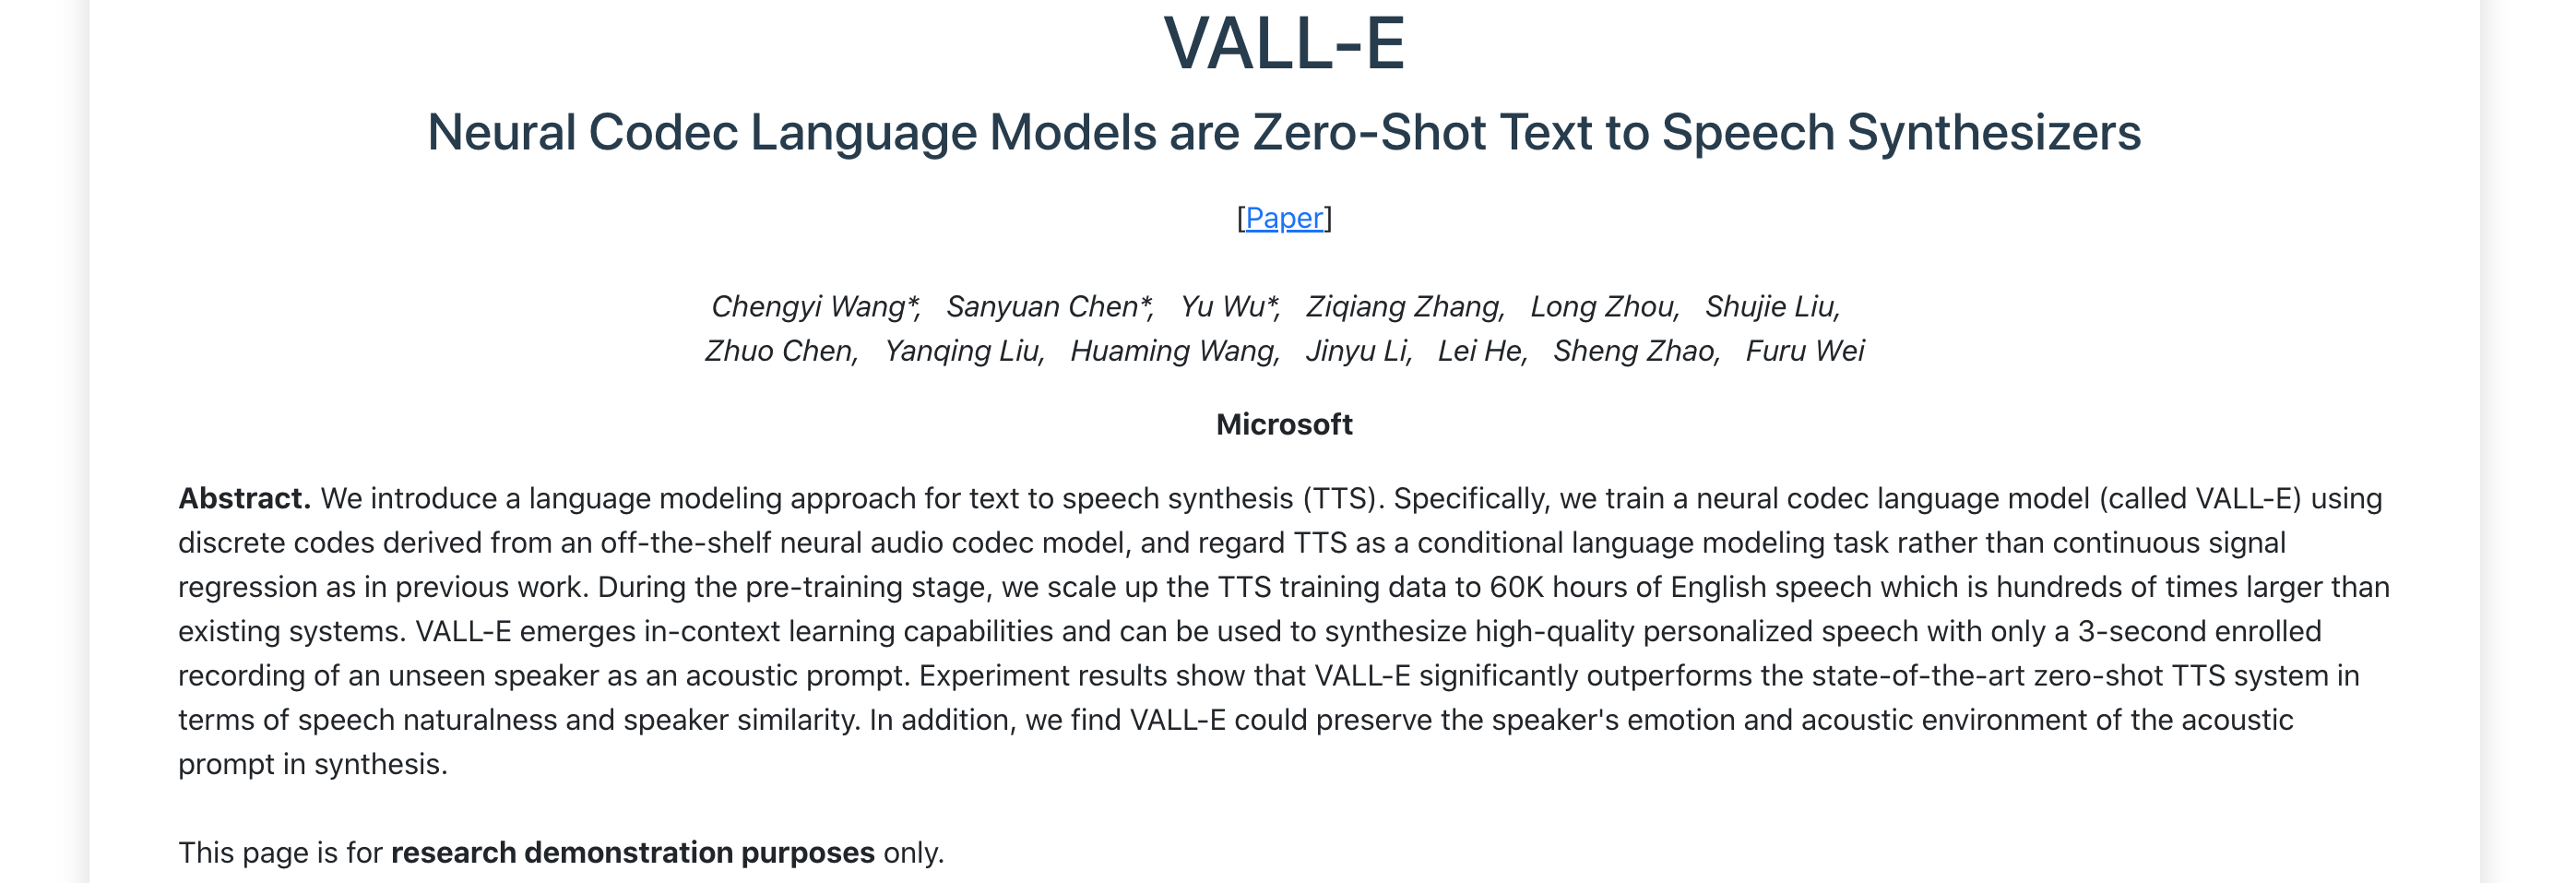 VALL-E
Neural Codec Language Models are Zero-Shot Text to Speech Synthesizers
[Paper]
Chengyi Wang*, Sanyuan Chen*, Yu Wu*, Ziqiang Zhang, Long Zhou, Shujie Liu,
Zhuo Chen, Yanqing Liu, Huaming Wang, Jinyu Li, Lei He, Sheng Zhao, Furu Wei
Microsoft
Abstract. We introduce a language modeling approach for text to speech synthesis (TTS). Specifically, we train a neural codec language model (called VALL-E) using
discrete codes derived from an off-the-shelf neural audio codec model, and regard TTS as a conditional language modeling task rather than continuous signal
regression as in previous work. During the pre-training stage, we scale up the TTS training data to 60K hours of English speech which is hundreds of times larger than
existing systems. VALL-E emerges in-context learning capabilities and can be used to synthesize high-quality personalized speech with only a 3-second enrolled
recording of an unseen speaker as an acoustic prompt. Experiment results show that VALL-E significantly outperforms the state-of-the-art zero-shot TTS system in
terms of speech naturalness and speaker similarity. In addition, we find VALL-E could preserve the speaker's emotion and acoustic environment of the acoustic
prompt in synthesis.
This page is for research demonstration purposes only.